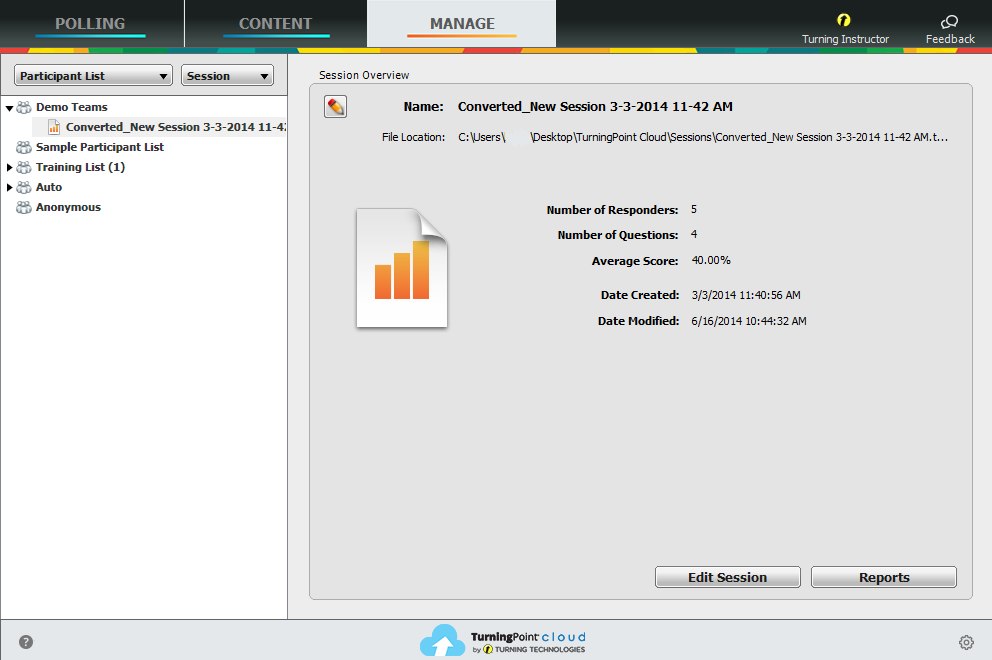 POLLING
CONTENT
MANAGE
Turning Instructor
Feedback
Participant List
Session
Demo Teams
Converted_New Session 3-3-2014 11-42
Sample Participant List
Training List (1)
Auto
Anonymous
Session Overview
Name: Converted_New Session 3-3-2014 11-42 AM
File Location: C:\Users\ \Desktop\TurningPoint Cloud\Sessions\Converted_New Session 3-3-2014 11-42 AM.t...
Number of Responders: 5
Number of Questions: 4
Average Score: 40.00%
Date Created: 3/3/2014 11:40:56 AM
Date Modified: 6/16/2014 10:44:32 AM
Edit Session
Reports
?
TurningPoint cloud
by TURNING TECHNOLOGIES